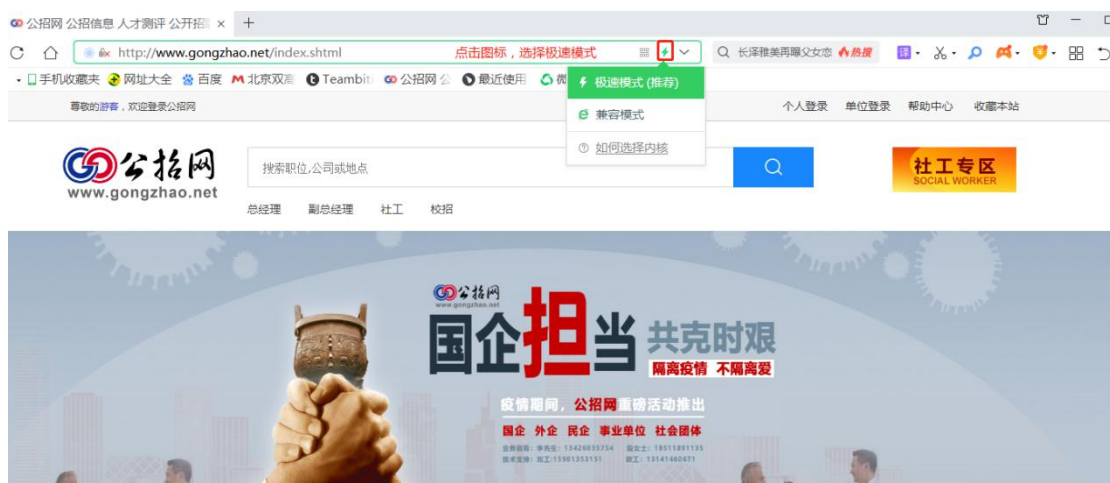 公招网 公招信息 人才测评 公开招
http://www.gongzhao.net/index.shtml
点击图标，选择极速模式
长泽雅美再曝父女恋 热搜
手机收藏夹 网址大全 百度 北京双高 Teambiti 公招网 公 最近使用 微
极速模式 (推荐)
兼容模式
如何选择内核
尊敬的游客，欢迎登录公招网
个人登录 单位登录 帮助中心 收藏本站
公招网
www.gongzhao.net
搜索职位,公司或地点
社工专区
SOCIAL WORKER
总经理 副总经理 社工 校招
公招网
www.gongzhao.net
国企担当 共克时艰
隔离疫情 不隔离爱
疫情期间，公招网重磅活动推出
国企 外企 民企 事业单位 社会团体